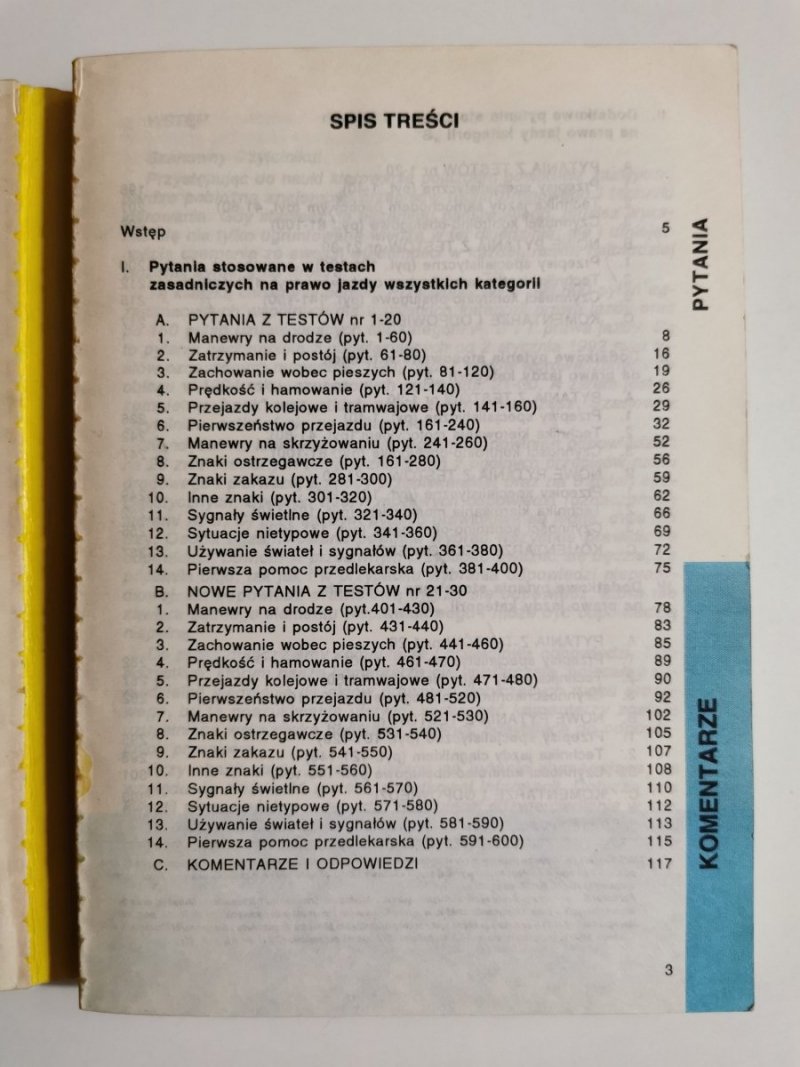 SPIS TREŚCI
Wstęp 5
I. Pytania stosowane w testach
zasadniczych na prawo jazdy wszystkich kategorii
A. PYTANIA Z TESTÓW nr 1-20
1. Manewry na drodze (pyt. 1-60) 8
2. Zatrzymanie i postój (pyt. 61-80) 16
3. Zachowanie wobec pieszych (pyt. 81-120) 19
4. Prędkość i hamowanie (pyt. 121-140) 26
5. Przejazdy kolejowe i tramwajowe (pyt. 141-160) 29
6. Pierwszeństwo przejazdu (pyt. 161-240) 32
7. Manewry na skrzyżowaniu (pyt. 241-260) 52
8. Znaki ostrzegawcze (pyt. 161-280) 56
9. Znaki zakazu (pyt. 281-300) 59
10. Inne znaki (pyt. 301-320) 62
11. Sygnały świetlne (pyt. 321-340) 66
12. Sytuacje nietypowe (pyt. 341-360) 69
13. Używanie świateł i sygnałów (pyt. 361-380) 72
14. Pierwsza pomoc przedlekarska (pyt. 381-400) 75
B. NOWE PYTANIA Z TESTÓW nr 21-30
1. Manewry na drodze (pyt.401-430) 78
2. Zatrzymanie i postój (pyt. 431-440) 83
3. Zachowanie wobec pieszych (pyt. 441-460) 85
4. Prędkość i hamowanie (pyt. 461-470) 89
5. Przejazdy kolejowe i tramwajowe (pyt. 471-480) 90
6. Pierwszeństwo przejazdu (pyt. 481-520) 92
7. Manewry na skrzyżowaniu (pyt. 521-530) 102
8. Znaki ostrzegawcze (pyt. 531-540) 105
9. Znaki zakazu (pyt. 541-550) 107
10. Inne znaki (pyt. 551-560) 108
11. Sygnały świetlne (pyt. 561-570) 110
12. Sytuacje nietypowe (pyt. 571-580) 112
13. Używanie świateł i sygnałów (pyt. 581-590) 113
14. Pierwsza pomoc przedlekarska (pyt. 591-600) 115
C. KOMENTARZE I ODPOWIEDZI 117
3
PYTANIA
KOMENTARZE